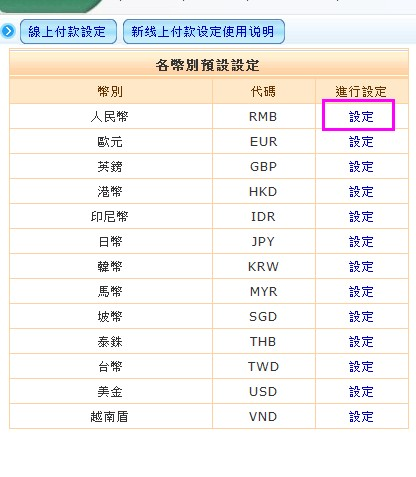 線上付款設定 新线上付款设定使用说明
各幣別預設設定
幣別 代碼 進行設定
人民幣 RMB 設定
歐元 EUR 設定
英鎊 GBP 設定
港幣 HKD 設定
印尼幣 IDR 設定
日幣 JPY 設定
韓幣 KRW 設定
馬幣 MYR 設定
坡幣 SGD 設定
泰銖 THB 設定
台幣 TWD 設定
美金 USD 設定
越南盾 VND 設定